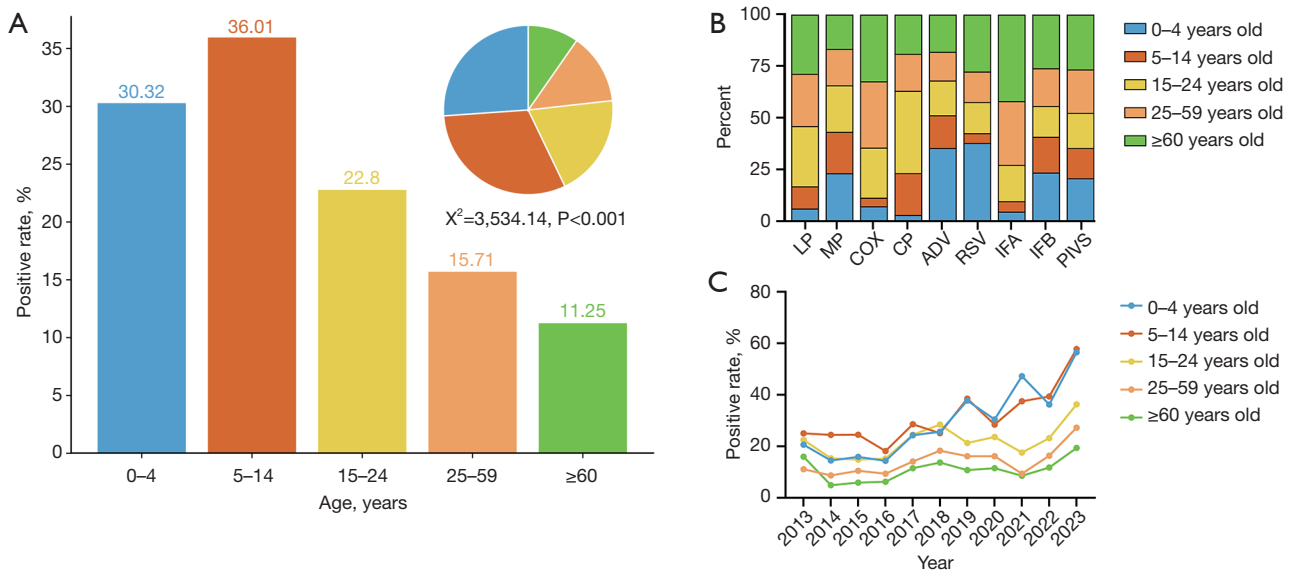 A
Positive rate, %
35
30
25
20
15
10
5
0
30.32
36.01
22.8
15.71
11.25
X²=3,534.14, P<0.001
0–4
5–14
15–24
25–59
≥60
Age, years
B
Percent
100
75
50
25
0
LP
MP
COX
CP
ADV
RSV
IFA
IFB
PIVS
0–4 years old
5–14 years old
15–24 years old
25–59 years old
≥60 years old
C
Positive rate, %
80
60
40
20
0
2013
2014
2015
2016
2017
2018
2019
2020
2021
2022
2023
Year
0–4 years old
5–14 years old
15–24 years old
25–59 years old
≥60 years old